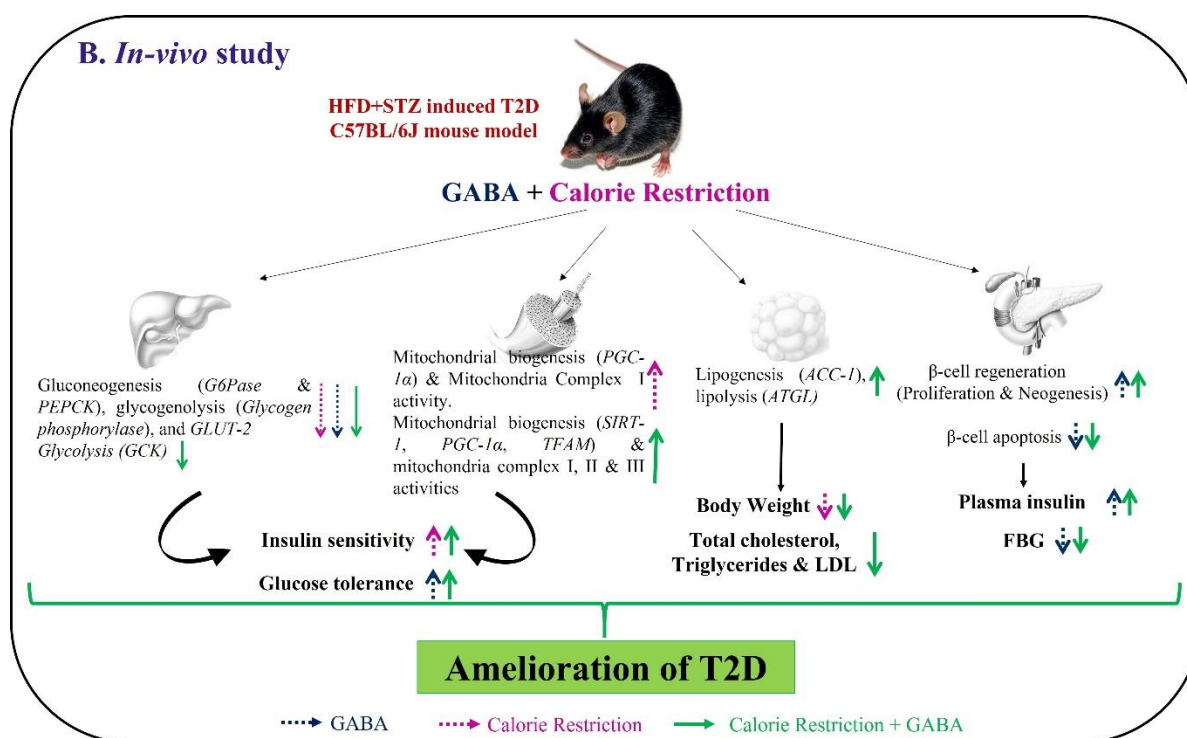 B. In-vivo study
HFD+STZ induced T2D
C57BL/6J mouse model
GABA + Calorie Restriction
Gluconeogenesis (G6Pase &
PEPCK), glycogenolysis (Glycogen
phosphorylase), and GLUT-2
Glycolysis (GCK)
Mitochondrial biogenesis (PGC-
1α) & Mitochondria Complex I
activity.
Mitochondrial biogenesis (SIRT-
1, PGC-1α, TFAM) &
mitochondria complex I, II & III
activities
Lipogenesis (ACC-1),
lipolysis (ATGL)
β-cell regeneration
(Proliferation & Neogenesis)
β-cell apoptosis
Plasma insulin
FBG
Body Weight
Total cholesterol,
Triglycerides & LDL
Insulin sensitivity
Glucose tolerance
Amelioration of T2D
GABA
Calorie Restriction
Calorie Restriction + GABA